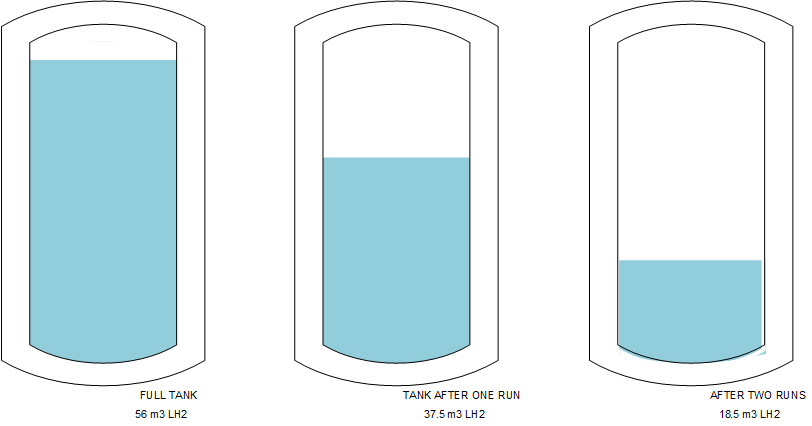 FULL TANK
56 m3 LH2
TANK AFTER ONE RUN
37.5 m3 LH2
AFTER TWO RUNS
18.5 m3 LH2